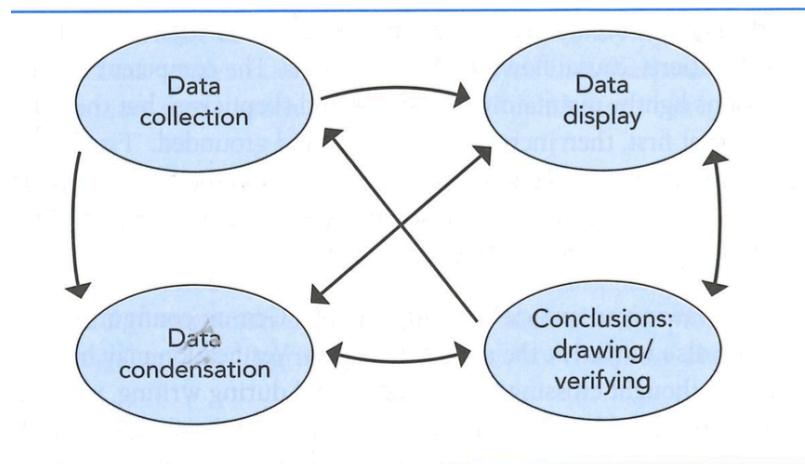 Data
collection
Data
display
Data
condensation
Conclusions:
drawing/
verifying